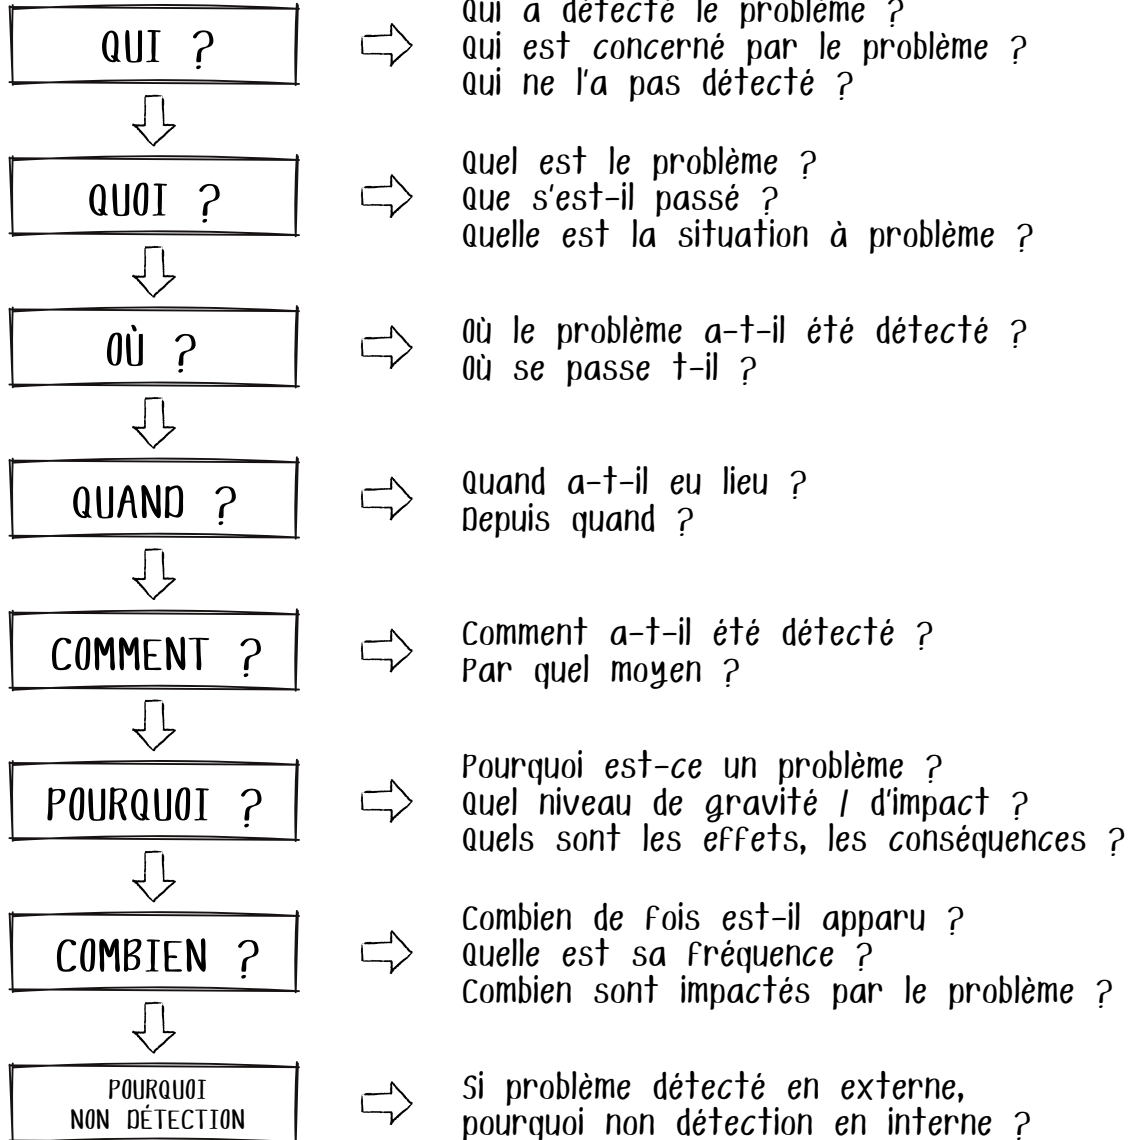 QUI ?
Qui a détecté le problème ?
Qui est concerné par le problème ?
Qui ne l'a pas détecté ?
QUOI ?
Quel est le problème ?
Que s'est-il passé ?
Quelle est la situation à problème ?
OÙ ?
Où le problème a-t-il été détecté ?
Où se passe t-il ?
QUAND ?
Quand a-t-il eu lieu ?
Depuis quand ?
COMMENT ?
Comment a-t-il été détecté ?
Par quel moyen ?
POURQUOI ?
Pourquoi est-ce un problème ?
Quel niveau de gravité / d'impact ?
Quels sont les effets, les conséquences ?
COMBIEN ?
Combien de fois est-il apparu ?
Quelle est sa fréquence ?
Combien sont impactés par le problème ?
POURQUOI
NON DÉTECTION
Si problème détecté en externe,
pourquoi non détection en interne ?